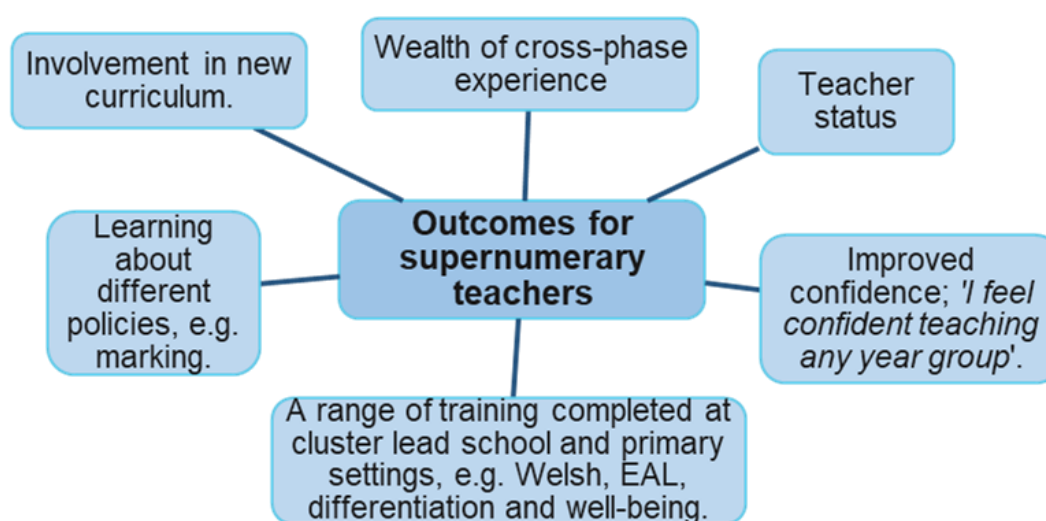 Involvement in new
curriculum.
Wealth of cross-phase
experience
Teacher
status
Learning
about
different
policies, e.g.
marking.
Outcomes for
supernumerary
teachers
Improved
confidence; 'I feel
confident teaching
any year group'.
A range of training completed at
cluster lead school and primary
settings, e.g. Welsh, EAL,
differentiation and well-being.